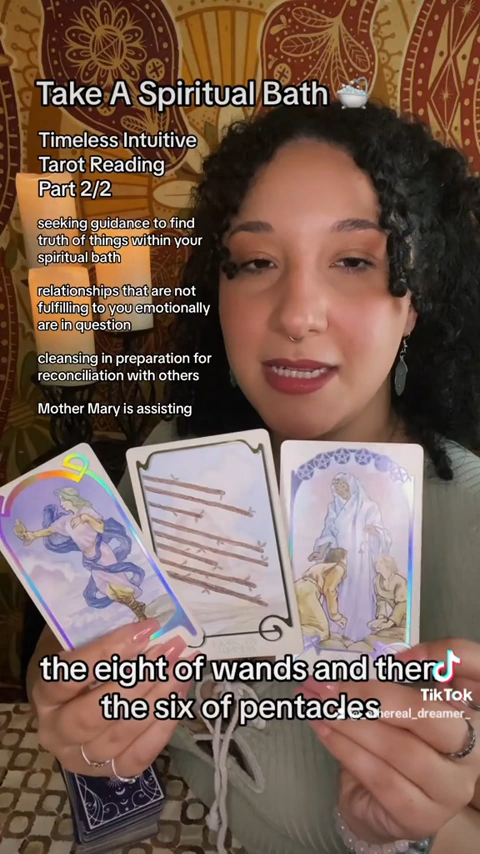 Take A Spiritual Bath 🛁
Timeless Intuitive
Tarot Reading
Part 2/2
seeking guidance to find
truth of things within your
spiritual bath
relationships that are not
fulfilling to you emotionally
are in question
cleansing in preparation for
reconciliation with others
Mother Mary is assisting
the eight of wands and then
the six of pentacles
TikTok